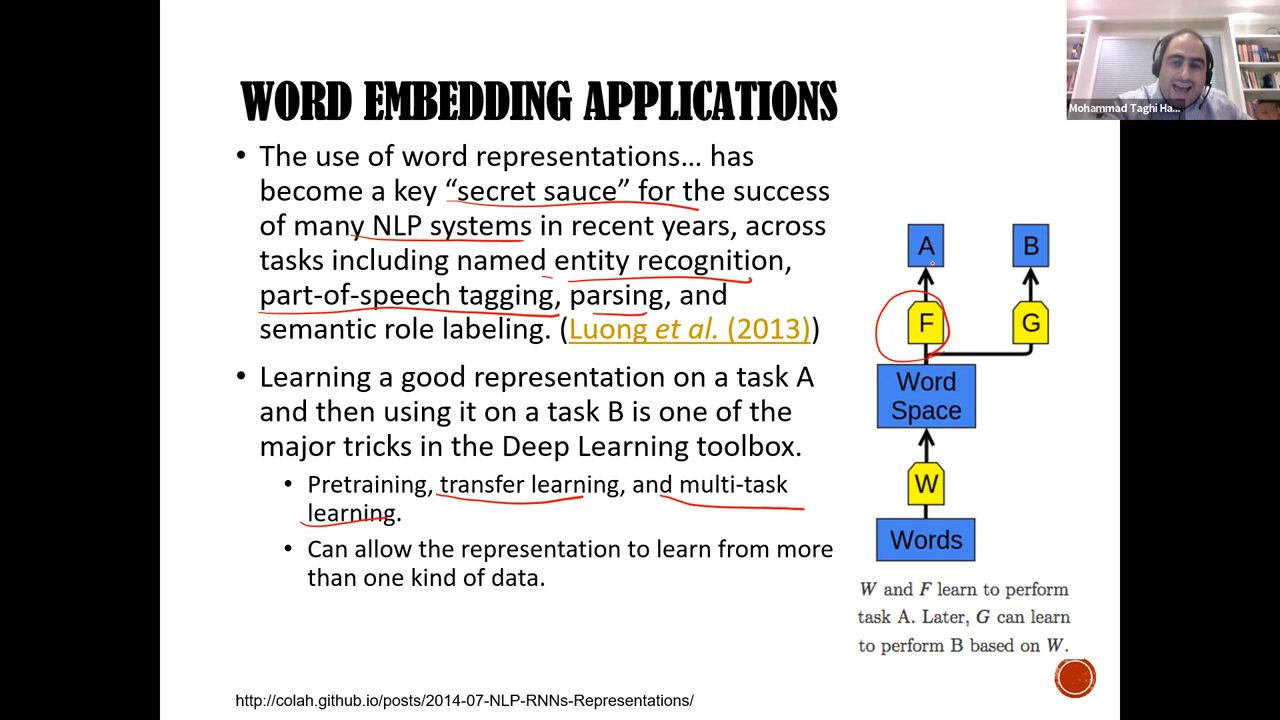 Mohammad Taghi Ha...
WORD EMBEDDING APPLICATIONS
• The use of word representations... has
become a key “secret sauce” for the success
of many NLP systems in recent years, across
tasks including named entity recognition,
part-of-speech tagging, parsing, and
semantic role labeling. (Luong et al. (2013))
• Learning a good representation on a task A
and then using it on a task B is one of the
major tricks in the Deep Learning toolbox.
• Pretraining, transfer learning, and multi-task
learning.
• Can allow the representation to learn from more
than one kind of data.
A
B
F
G
Word
Space
W
Words
W and F learn to perform
task A. Later, G can learn
to perform B based on W.
http://colah.github.io/posts/2014-07-NLP-RNNs-Representations/